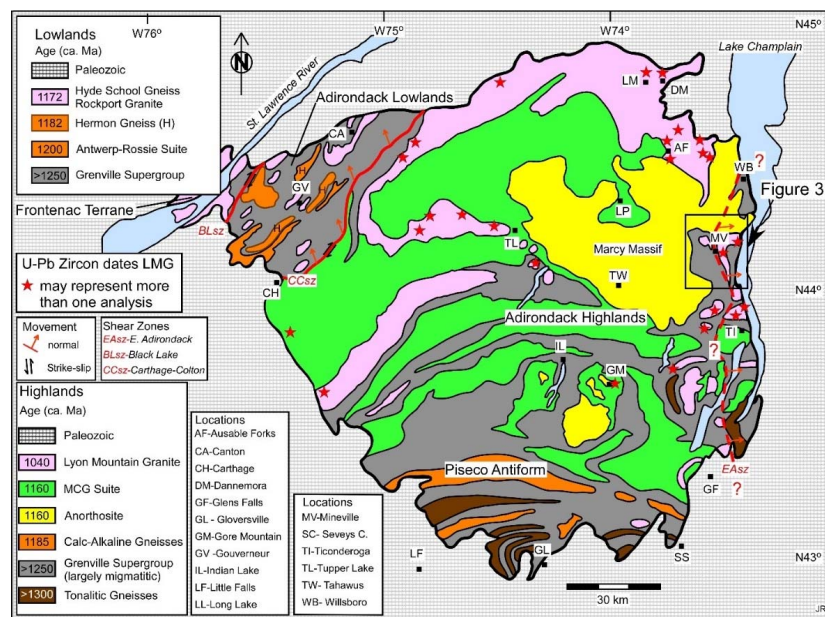 W76º
W75º
W74º
N45º
Lowlands
Age (ca. Ma)
Paleozoic
1172 Hyde School Gneiss
Rockport Granite
1182 Hermon Gneiss (H)
1200 Antwerp-Rossie Suite
>1250 Grenville Supergroup
N
St. Lawrence River
Lake Champlain
Adirondack Lowlands
LM
DM
CA
AF
WB
?
Figure 3
H
H
GV
Frontenac Terrane
BLsz
LP
MV
H
TL
Marcy Massif
U-Pb Zircon dates LMG
may represent more
than one analysis
CCsz
CH
TW
N44º
Movement
normal
Strike-slip
Shear Zones
EAsz-E. Adirondack
BLsz-Black Lake
CCsz-Carthage-Colton
Adirondack Highlands
TI
?
IL
GM
Highlands
Age (ca. Ma)
Paleozoic
1040 Lyon Mountain Granite
1160 MCG Suite
1160 Anorthosite
1185 Calc-Alkaline Gneisses
>1250 Grenville Supergroup
(largely migmatitic)
>1300 Tonalitic Gneisses
Locations
AF-Ausable Forks
CA-Canton
CH-Carthage
DM-Dannemora
GF-Glens Falls
GL - Gloversville
GM-Gore Mountain
GV -Gouverneur
IL-Indian Lake
LF-Little Falls
LL-Long Lake
Locations
MV-Mineville
SC- Seveys C.
TI-Ticonderoga
TL-Tupper Lake
TW- Tahawus
WB- Willsboro
Piseco Antiform
EAsz
GF
?
LF
GL
SS
N43º
30 km
JR